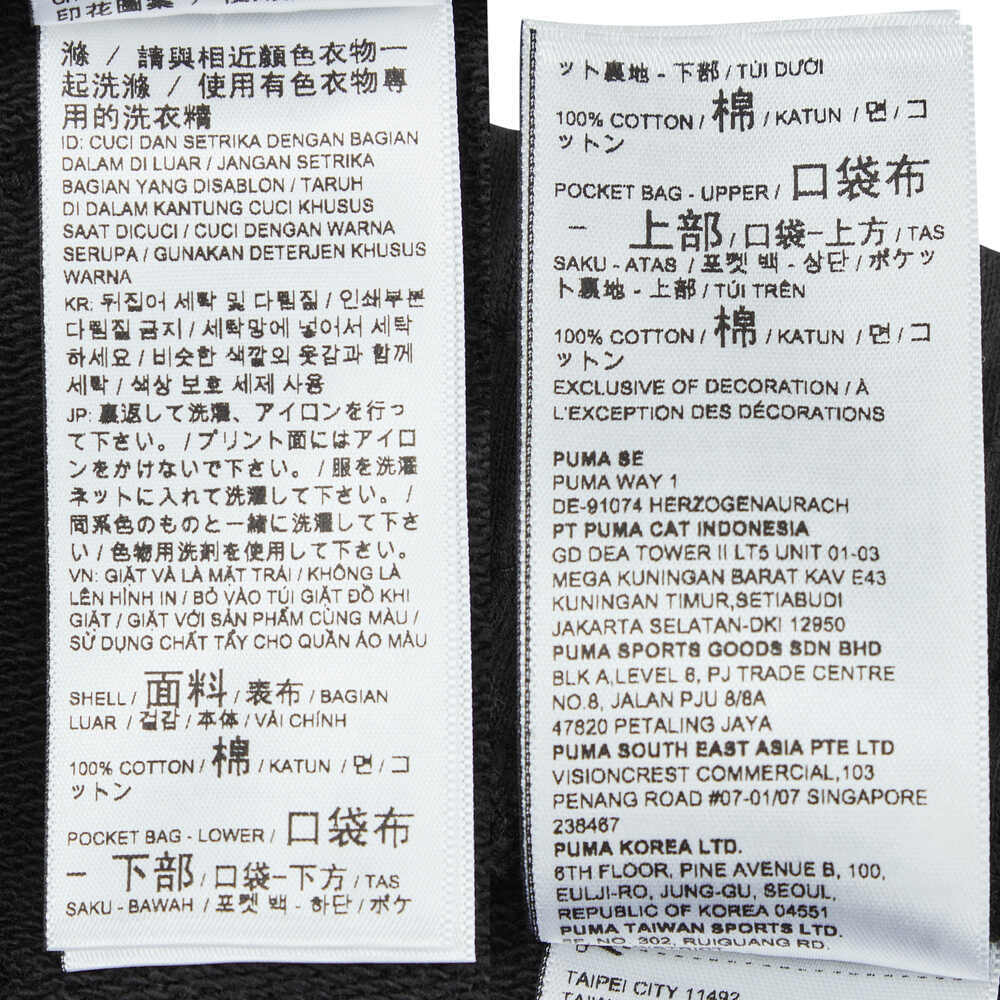 印花圖案
滌 / 請與相近顏色衣物一
起洗滌 / 使用有色衣物專
用的洗衣精
ID: CUCI DAN SETRIKA DENGAN BAGIAN
DALAM DI LUAR / JANGAN SETRIKA
BAGIAN YANG DISABLON / TARUH
DI DALAM KANTUNG CUCI KHUSUS
SAAT DICUCI / CUCI DENGAN WARNA
SERUPA / GUNAKAN DETERJEN KHUSUS
WARNA
KR: 뒤집어 세탁 및 다림질 / 인쇄부분
다림질 금지 / 세탁망에 넣어서 세탁
하세요 / 비슷한 색깔의 옷감과 함께
세탁 / 색상 보호 세제 사용
JP: 裏返して洗濯、アイロンを行っ
て下さい。/ プリント面にはアイロ
ンをかけないで下さい。/ 服を洗濯
ネットに入れて洗濯して下さい。/
同系色のものと一緒に洗濯して下さ
い / 色物用洗剤を使用して下さい。
VN: GIẶT VÀ LÀ MẶT TRÁI / KHÔNG LÀ
LÊN HÌNH IN / BỎ VÀO TÚI GIẶT ĐỒ KHI
GIẶT / GIẶT VỚI SẢN PHẨM CÙNG MÀU /
SỬ DỤNG CHẤT TẨY CHO QUẦN ÁO MÀU
SHELL / 面料 / 表布 / BAGIAN
LUAR / 겉감 / 本体 / VẢI CHÍNH
100% COTTON / 棉 / KATUN / 면 / コ
ットン
POCKET BAG - LOWER / 口袋布
- 下部 / 口袋-下方 / TAS
SAKU - BAWAH / 포켓 백 - 하단 / ポケ
ット裏地 - 下部 / TÚI DƯỚI
100% COTTON / 棉 / KATUN / 면 / コ
ットン
POCKET BAG - UPPER / 口袋布
- 上部 / 口袋-上方 / TAS
SAKU - ATAS / 포켓 백 - 상단 / ポケッ
ト裏地 - 上部 / TÚI TRÊN
100% COTTON / 棉 / KATUN / 면 / コ
ットン
EXCLUSIVE OF DECORATION / À
L'EXCEPTION DES DÉCORATIONS
PUMA SE
PUMA WAY 1
DE-91074 HERZOGENAURACH
PT PUMA CAT INDONESIA
GD DEA TOWER II LT5 UNIT 01-03
MEGA KUNINGAN BARAT KAV E43
KUNINGAN TIMUR,SETIABUDI
JAKARTA SELATAN-DKI 12950
PUMA SPORTS GOODS SDN BHD
BLK A,LEVEL 8, PJ TRADE CENTRE
NO.8, JALAN PJU 8/8A
47820 PETALING JAYA
PUMA SOUTH EAST ASIA PTE LTD
VISIONCREST COMMERCIAL,103
PENANG ROAD #07-01/07 SINGAPORE
238467
PUMA KOREA LTD.
6TH FLOOR, PINE AVENUE B, 100,
EULJI-RO, JUNG-GU, SEOUL,
REPUBLIC OF KOREA 04551
PUMA TAIWAN SPORTS LTD.
NO. 302, RUIGUANG RD.
TAIPEI CITY 11492